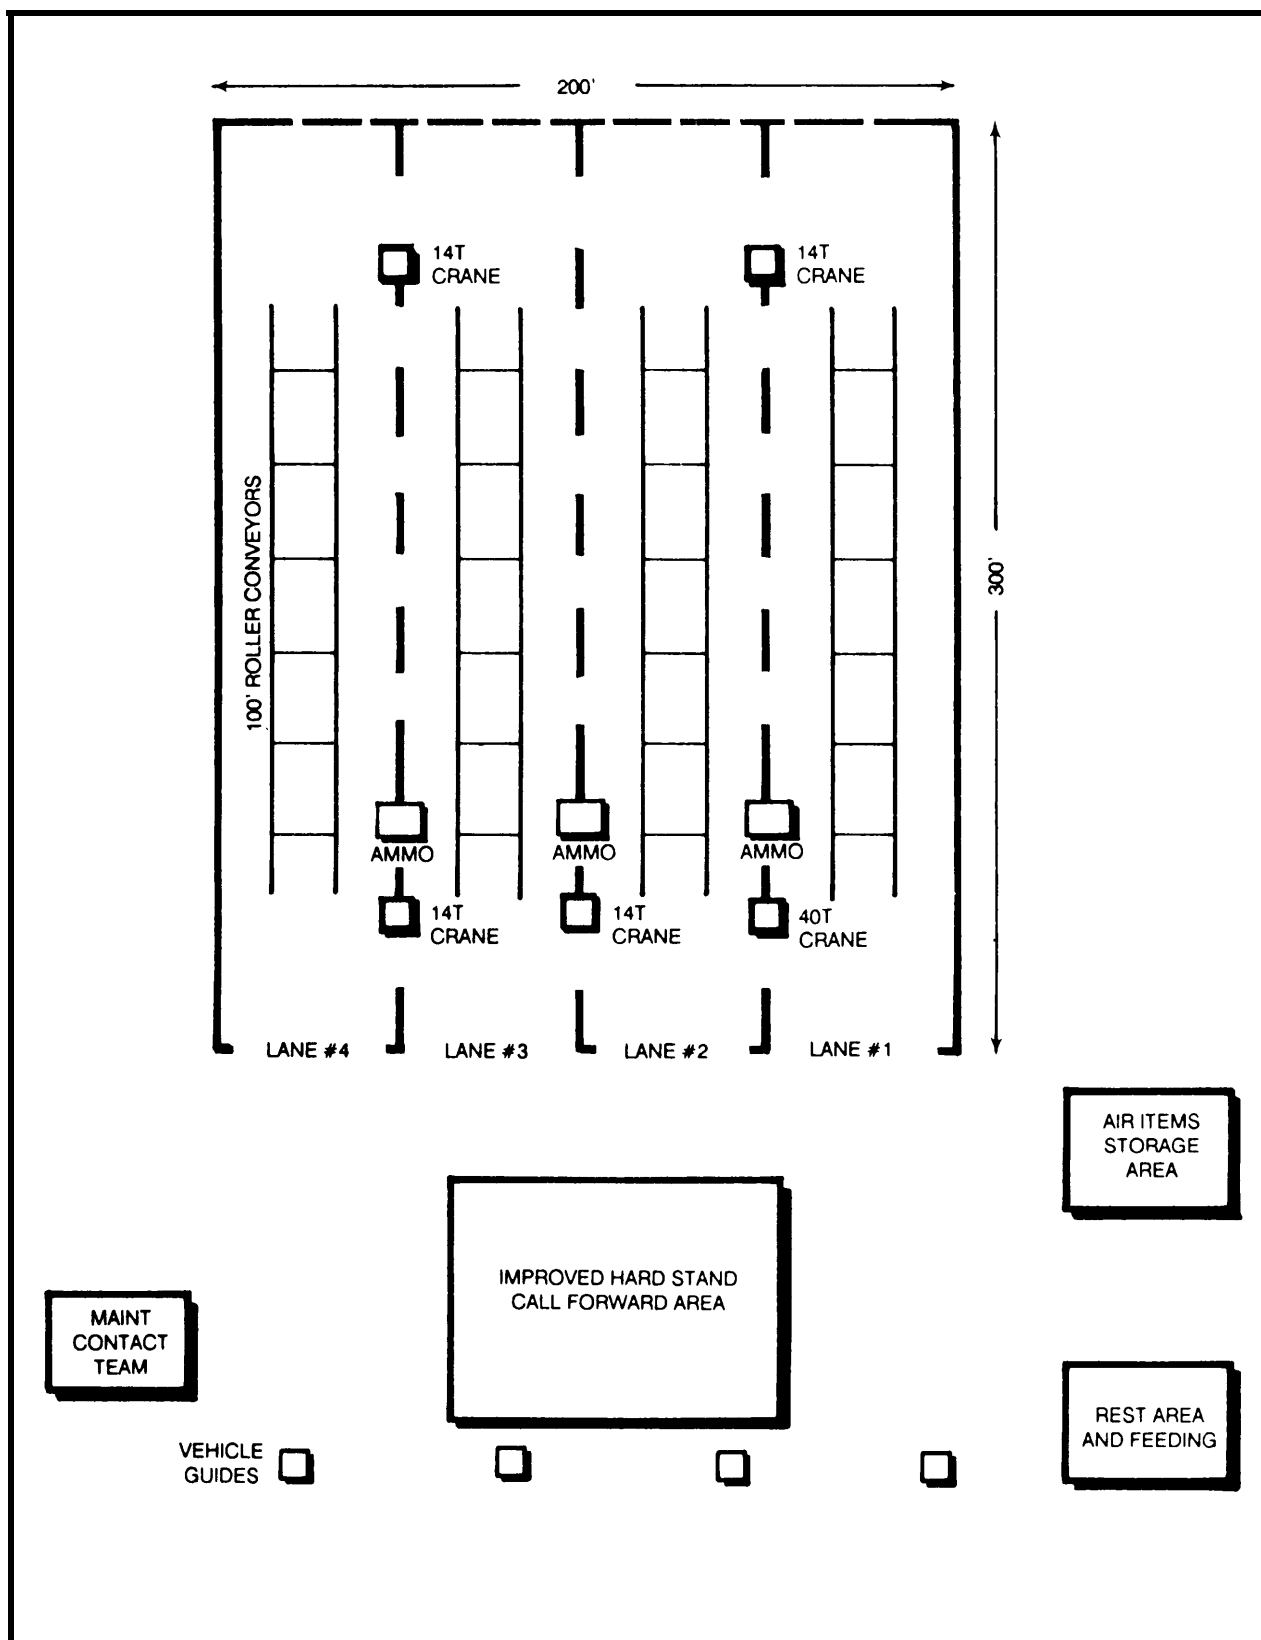 200'
14T
CRANE
14T
CRANE
100' ROLLER CONVEYORS
300'
AMMO
AMMO
AMMO
14T
CRANE
14T
CRANE
40T
CRANE
LANE #4
LANE #3
LANE #2
LANE #1
AIR ITEMS
STORAGE
AREA
IMPROVED HARD STAND
CALL FORWARD AREA
MAINT
CONTACT
TEAM
REST AREA
AND FEEDING
VEHICLE
GUIDES